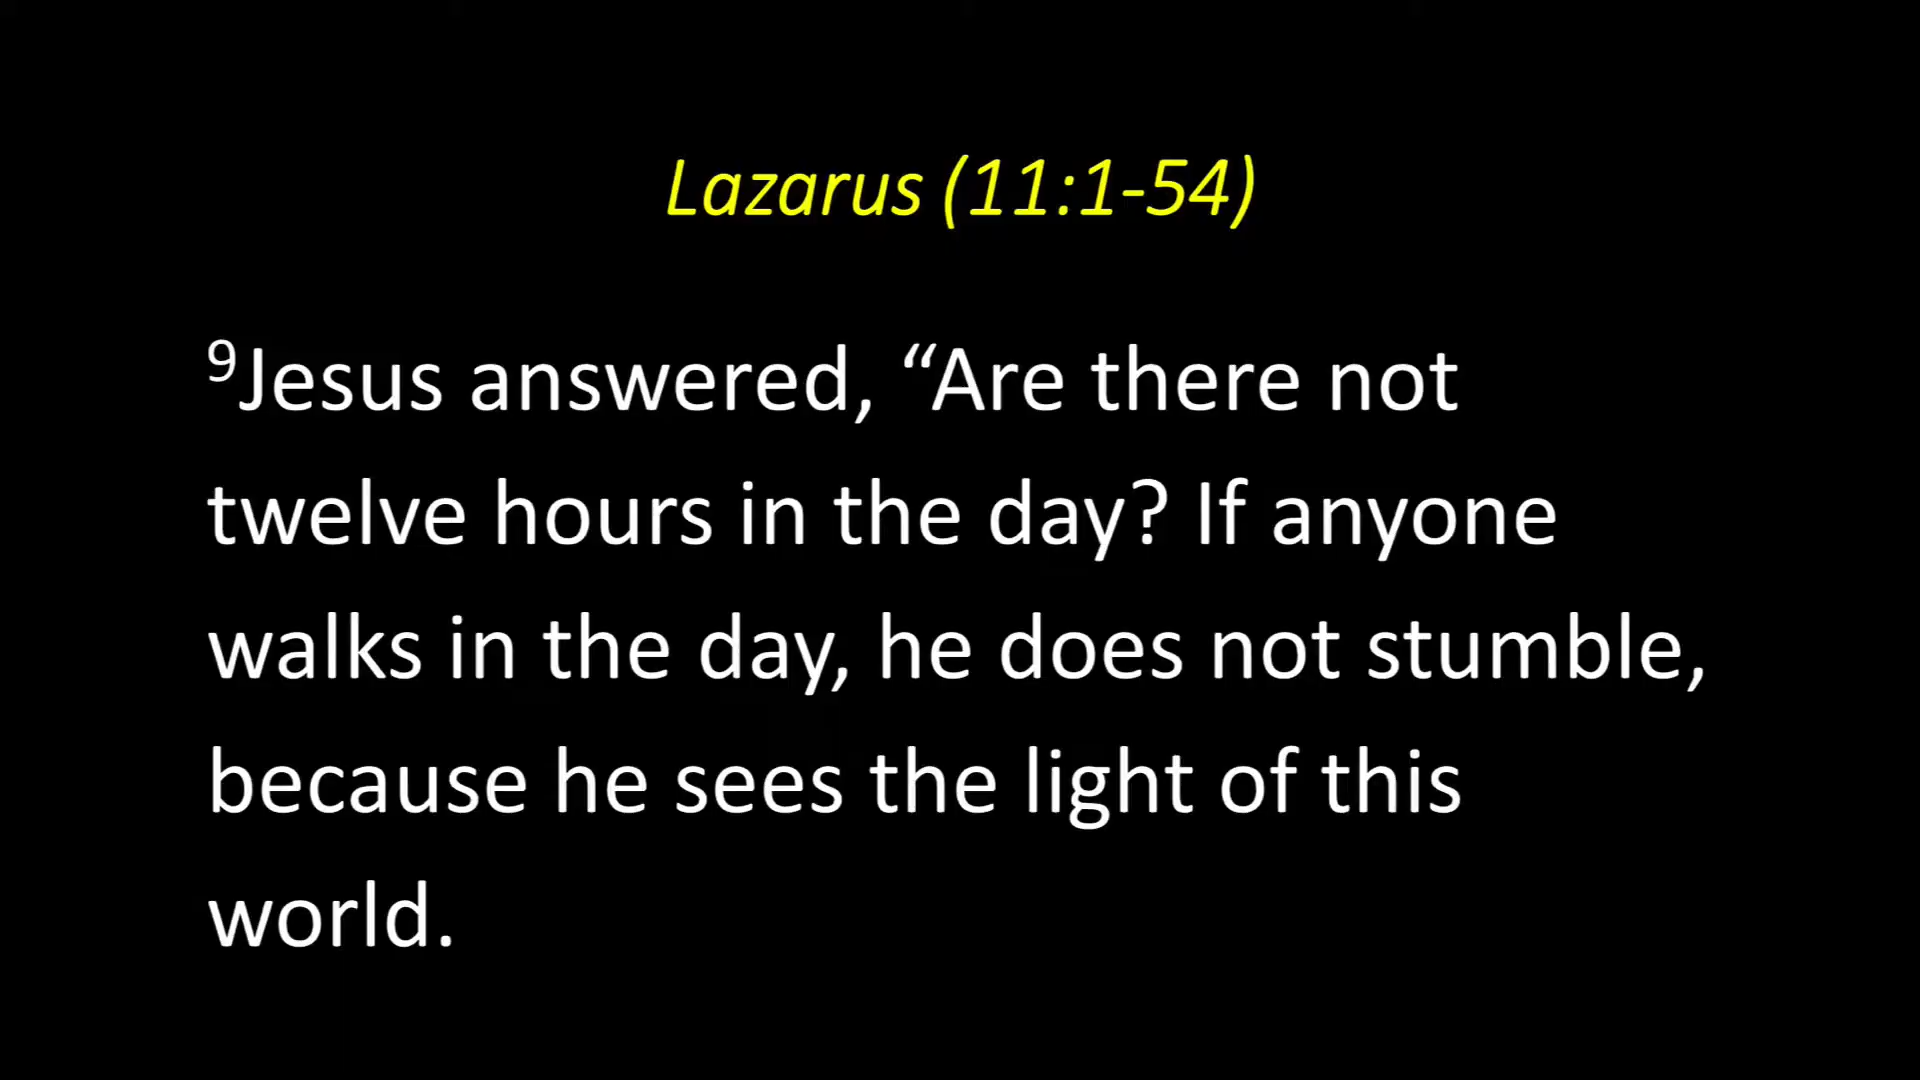 Lazarus (11:1-54)
⁹Jesus answered, “Are there not
twelve hours in the day? If anyone
walks in the day, he does not stumble,
because he sees the light of this
world.